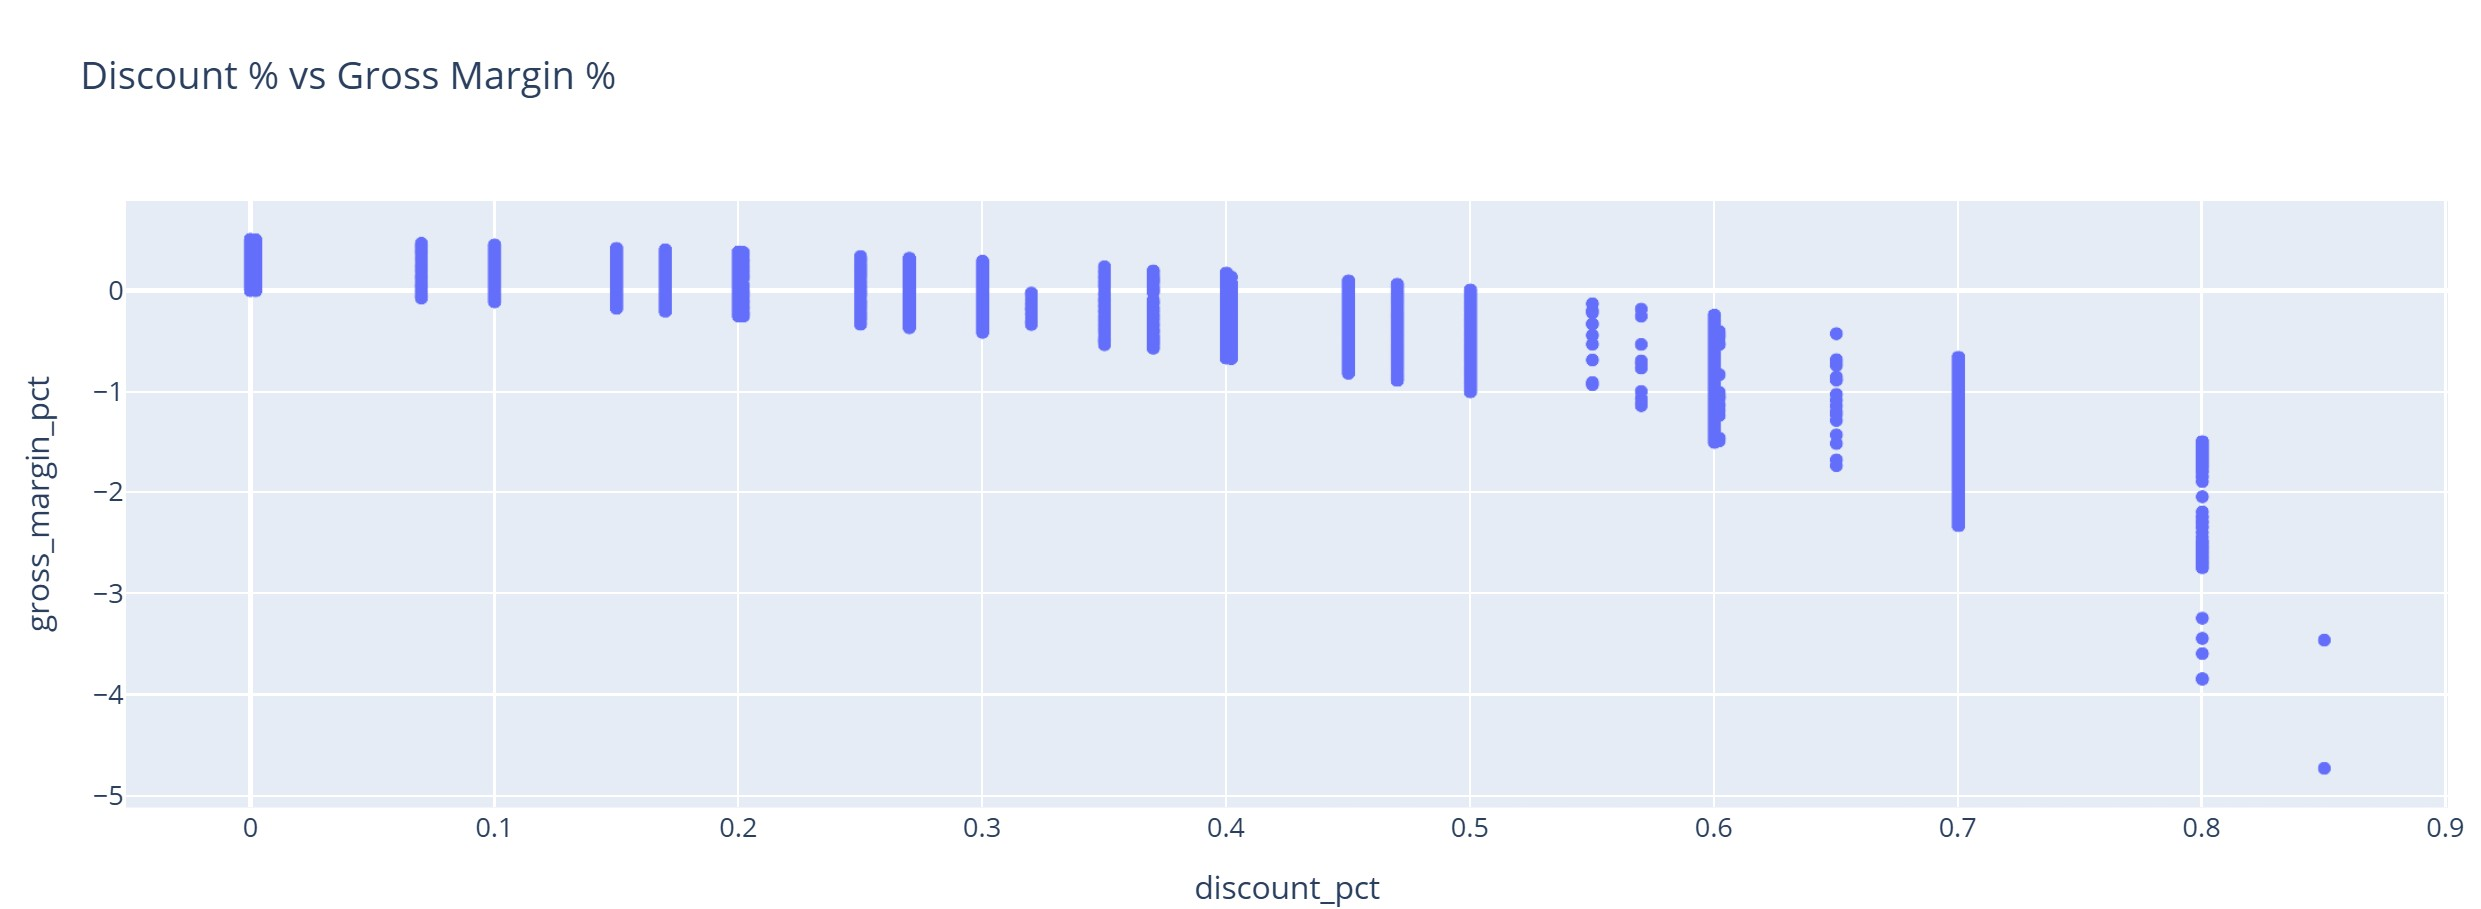 Discount % vs Gross Margin %
gross_margin_pct
0
−1
−2
−3
−4
−5
0 0.1 0.2 0.3 0.4 0.5 0.6 0.7 0.8 0.9
discount_pct